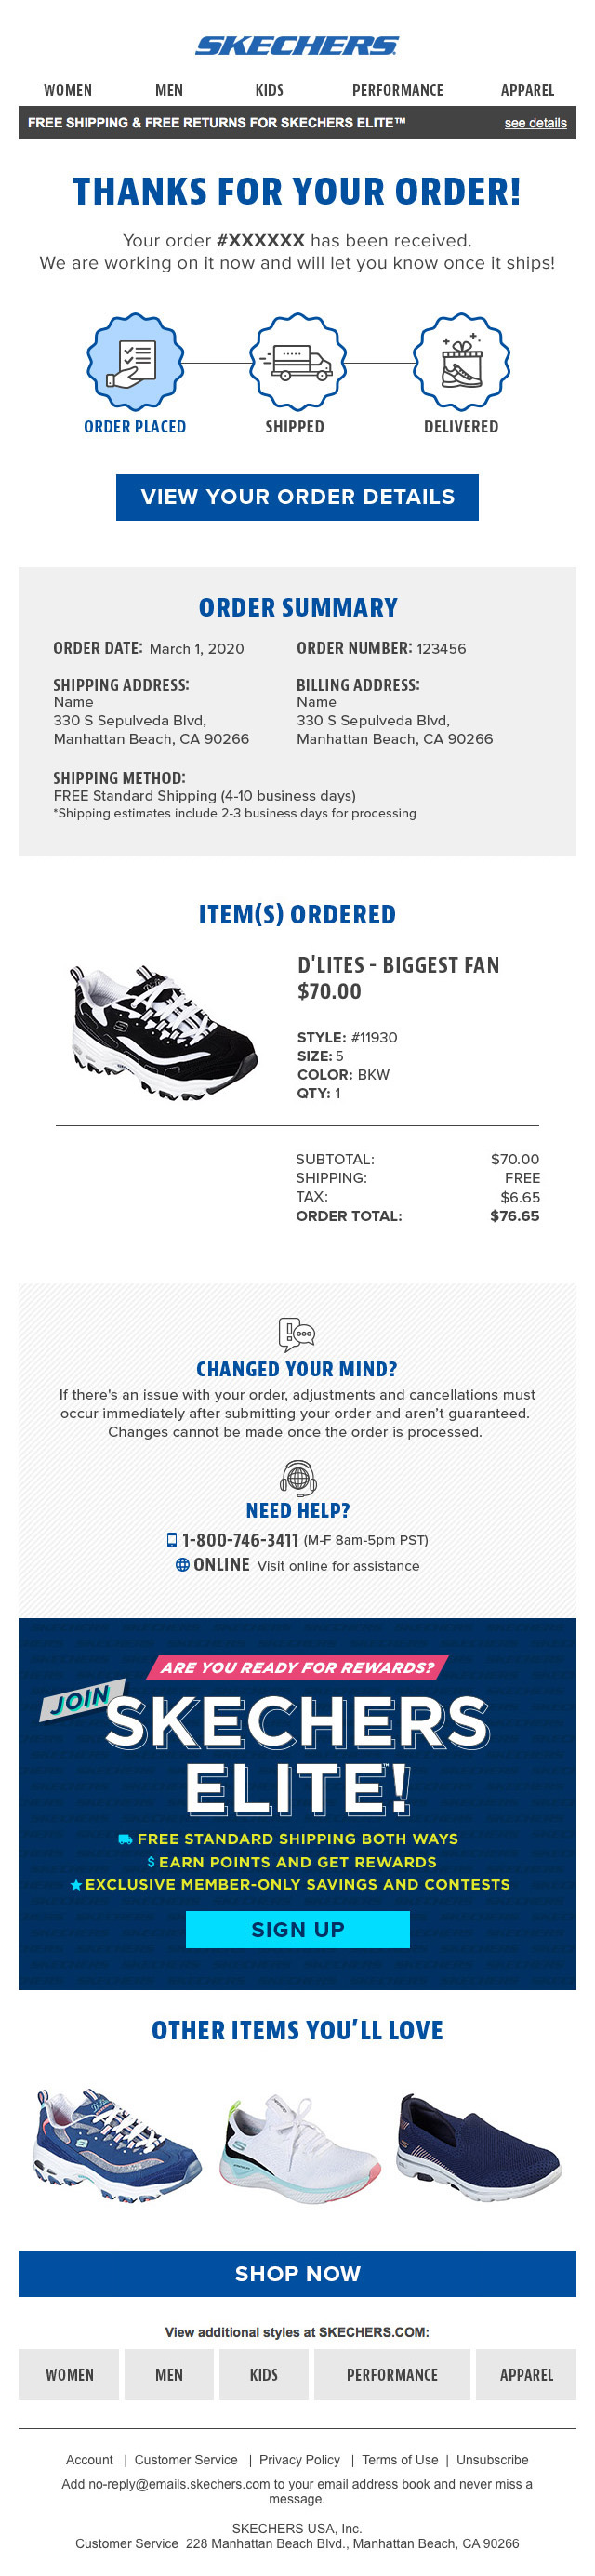 SKECHERS
WOMEN MEN KIDS PERFORMANCE APPAREL
FREE SHIPPING & FREE RETURNS FOR SKECHERS ELITE™ see details
THANKS FOR YOUR ORDER!
Your order #XXXXXX has been received.
We are working on it now and will let you know once it ships!
ORDER PLACED SHIPPED DELIVERED
VIEW YOUR ORDER DETAILS
ORDER SUMMARY
ORDER DATE: March 1, 2020 ORDER NUMBER: 123456
SHIPPING ADDRESS:
Name
330 S Sepulveda Blvd,
Manhattan Beach, CA 90266
BILLING ADDRESS:
Name
330 S Sepulveda Blvd,
Manhattan Beach, CA 90266
SHIPPING METHOD:
FREE Standard Shipping (4-10 business days)
*Shipping estimates include 2-3 business days for processing
ITEM(S) ORDERED
D'LITES - BIGGEST FAN
$70.00
STYLE: #11930
SIZE: 5
COLOR: BKW
QTY: 1
SUBTOTAL: $70.00
SHIPPING: FREE
TAX: $6.65
ORDER TOTAL: $76.65
CHANGED YOUR MIND?
If there's an issue with your order, adjustments and cancellations must
occur immediately after submitting your order and aren't guaranteed.
Changes cannot be made once the order is processed.
NEED HELP?
1-800-746-3411 (M-F 8am-5pm PST)
ONLINE Visit online for assistance
ARE YOU READY FOR REWARDS?
JOIN
SKECHERS
ELITE™!
FREE STANDARD SHIPPING BOTH WAYS
$ EARN POINTS AND GET REWARDS
EXCLUSIVE MEMBER-ONLY SAVINGS AND CONTESTS
SIGN UP
OTHER ITEMS YOU'LL LOVE
SHOP NOW
View additional styles at SKECHERS.COM:
WOMEN MEN KIDS PERFORMANCE APPAREL
Account | Customer Service | Privacy Policy | Terms of Use | Unsubscribe
Add no-reply@emails.skechers.com to your email address book and never miss a
message.
SKECHERS USA, Inc.
Customer Service 228 Manhattan Beach Blvd., Manhattan Beach, CA 90266